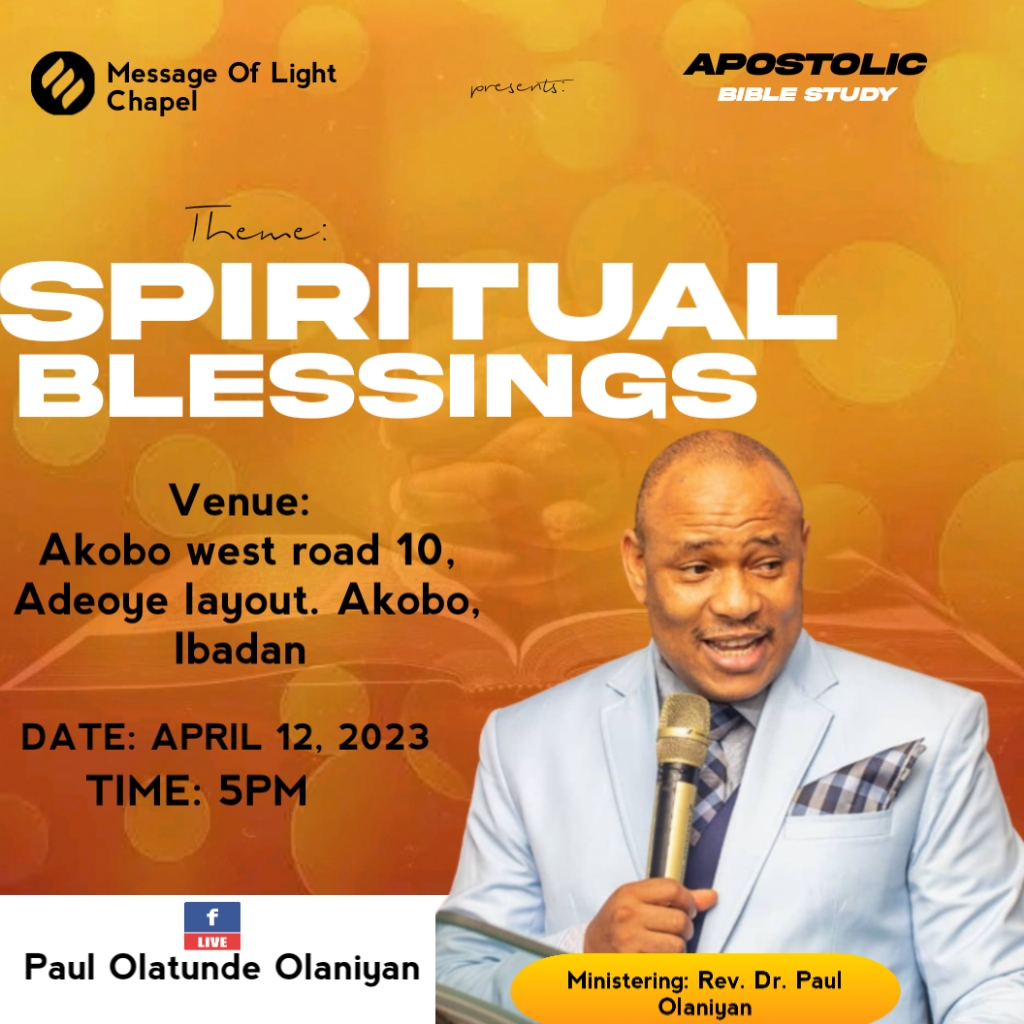 Message Of Light
Chapel
presents:
APOSTOLIC
BIBLE STUDY
Theme:
SPIRITUAL
BLESSINGS
Venue:
Akobo west road 10,
Adeoye layout. Akobo,
Ibadan
DATE: APRIL 12, 2023
TIME: 5PM
f
LIVE
Paul Olatunde Olaniyan
Ministering: Rev. Dr. Paul
Olaniyan